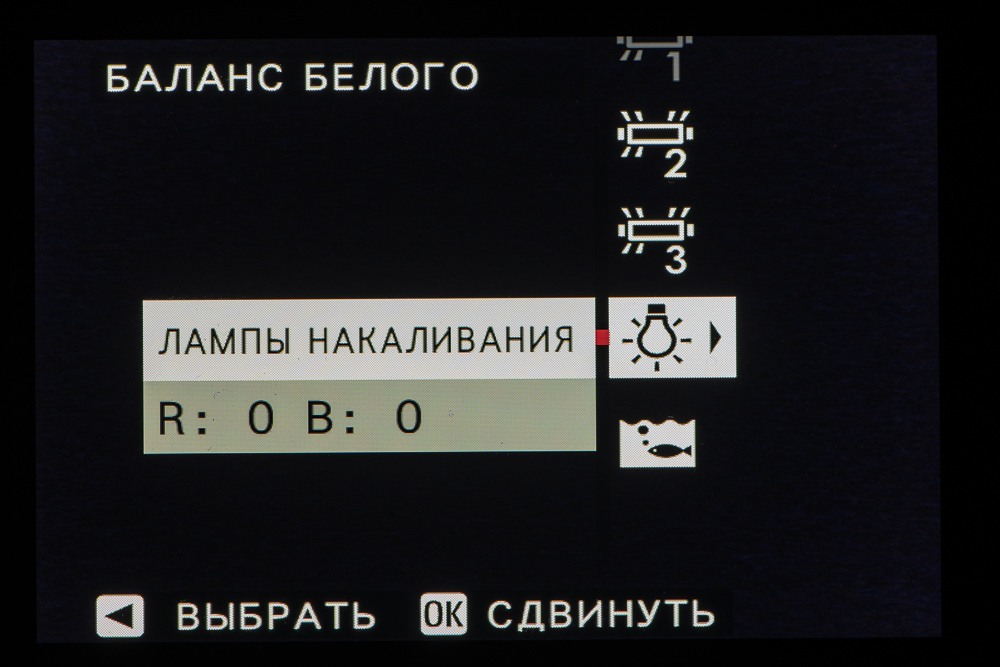 БАЛАНС БЕЛОГО
1
2
3
ЛАМПЫ НАКАЛИВАНИЯ
R: 0 B: 0
ВЫБРАТЬ OK СДВИНУТЬ